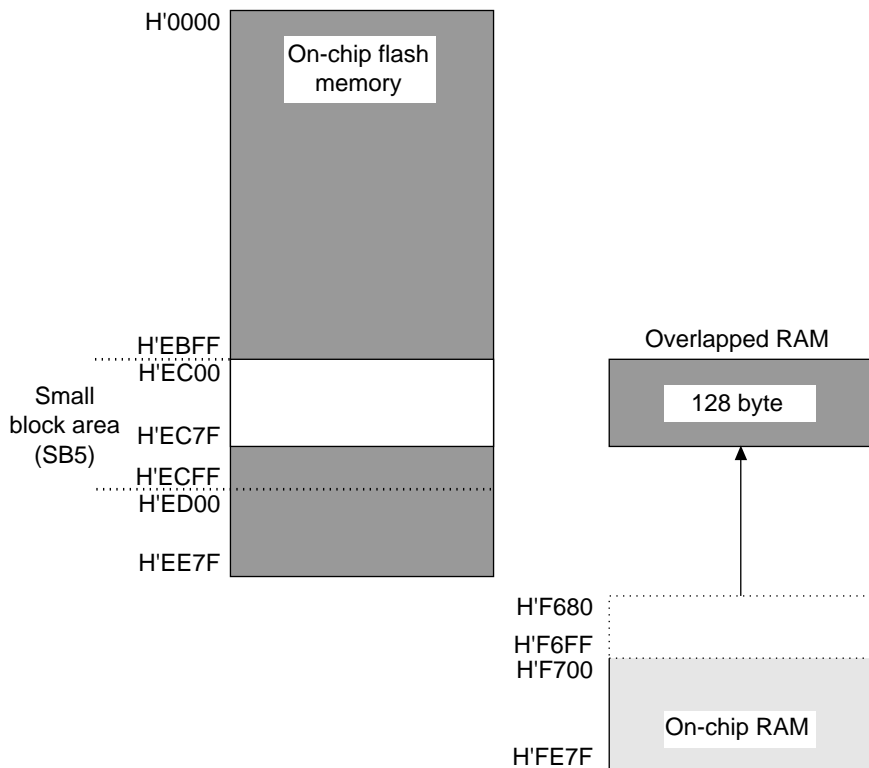 H'0000
On-chip flash
memory
H'EBFF
H'EC00
Small
block area
(SB5)
H'EC7F
H'ECFF
H'ED00
H'EE7F
Overlapped RAM
128 byte
H'F680
H'F6FF
H'F700
On-chip RAM
H'FE7F